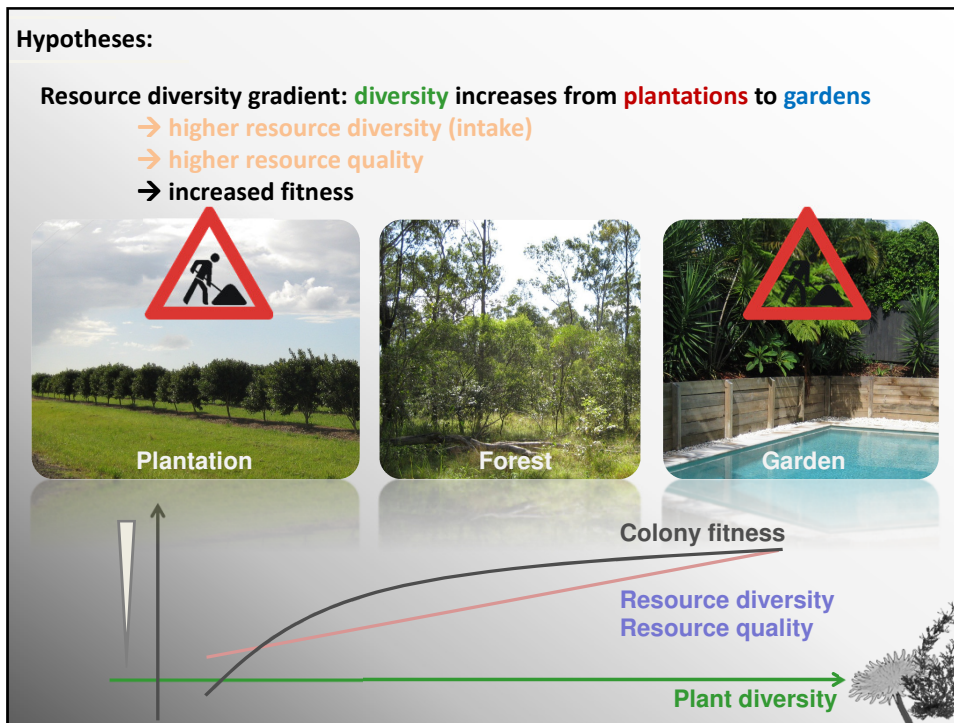 Hypotheses:
Resource diversity gradient: diversity increases from plantations to gardens
→ higher resource diversity (intake)
→ higher resource quality
→ increased fitness
Plantation
Forest
Garden
Colony fitness
Resource diversity
Resource quality
Plant diversity